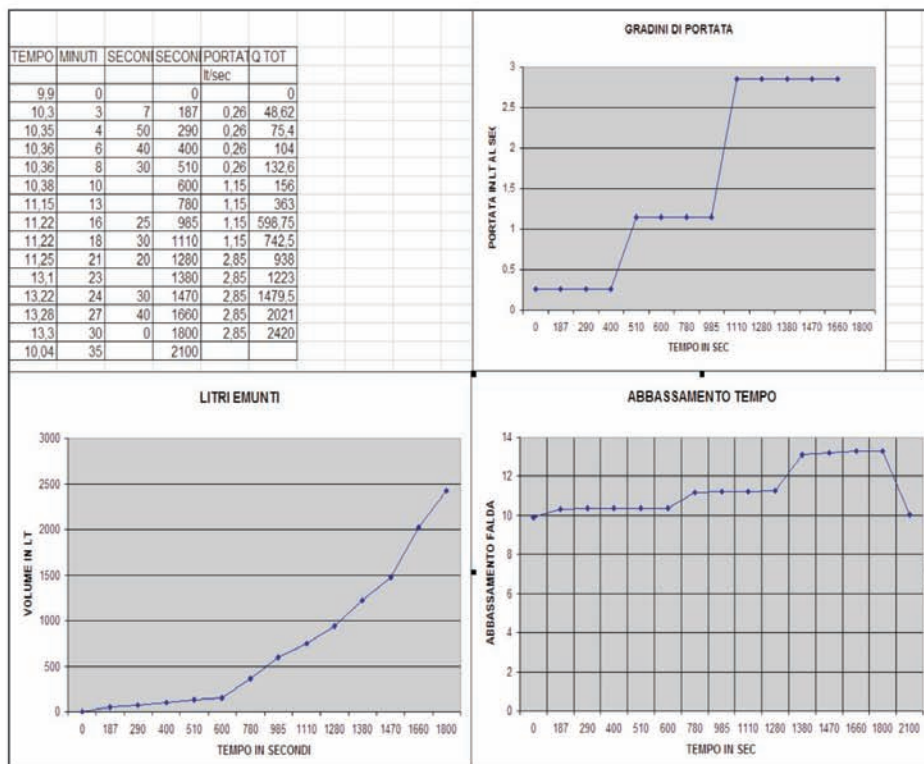 TEMPO MINUTI SECONI SECONI PORTAT Q TOT
lt/sec
9,9 0 0 0
10,3 3 7 187 0,26 48,62
10,35 4 50 290 0,26 75,4
10,36 6 40 400 0,26 104
10,36 8 30 510 0,26 132,6
10,38 10 600 1,15 156
11,15 13 780 1,15 363
11,22 16 25 985 1,15 598,75
11,22 18 30 1110 1,15 742,5
11,25 21 20 1280 2,85 938
13,1 23 1380 2,85 1223
13,22 24 30 1470 2,85 1479,5
13,28 27 40 1660 2,85 2021
13,3 30 0 1800 2,85 2420
10,04 35 2100
GRADINI DI PORTATA
PORTATA IN LT AL SEC
3
2.5
2
1.5
1
0.5
0
0 187 290 400 510 600 780 985 1110 1280 1380 1470 1660 1800
TEMPO IN SEC
LITRI EMUNTI
VOLUME IN LT
3000
2500
2000
1500
1000
500
0
0 187 290 400 510 600 780 985 1110 1280 1380 1470 1660 1800
TEMPO IN SECONDI
ABBASSAMENTO TEMPO
ABBASSAMENTO FALDA
14
12
10
8
6
4
2
0
0 187 290 400 510 600 780 985 1110 1280 1380 1470 1660 1800 2100
TEMPO IN SEC